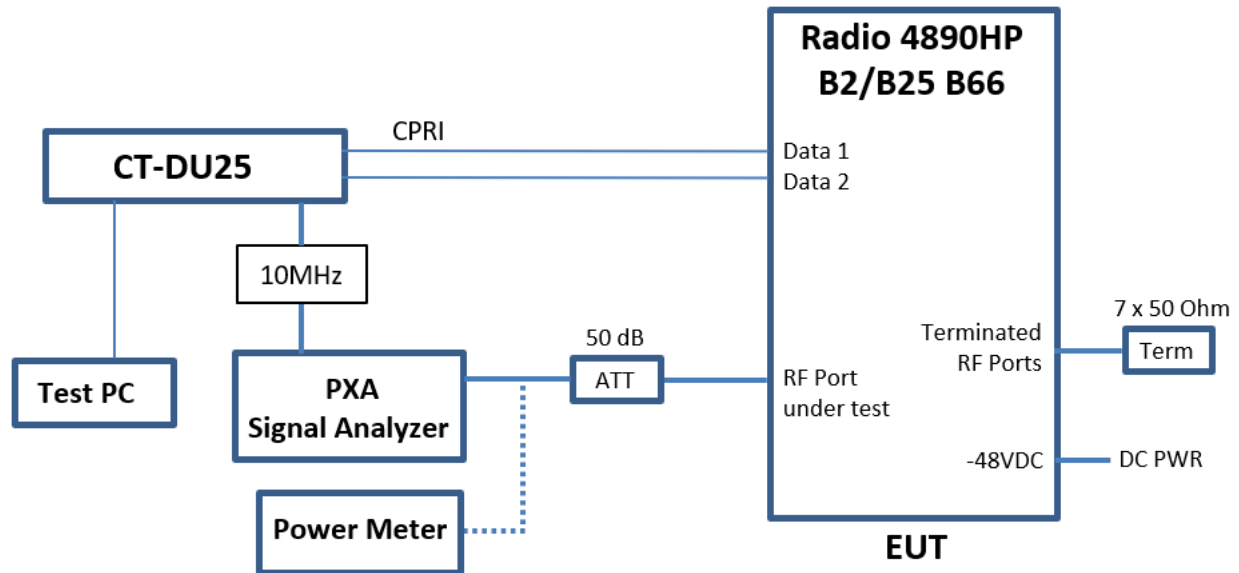 Radio 4890HP
B2/B25 B66
CPRI
CT-DU25
Data 1
Data 2
10MHz
7 x 50 Ohm
Terminated
RF Ports
Term
50 dB
ATT
Test PC
PXA
Signal Analyzer
RF Port
under test
-48VDC
DC PWR
Power Meter
EUT